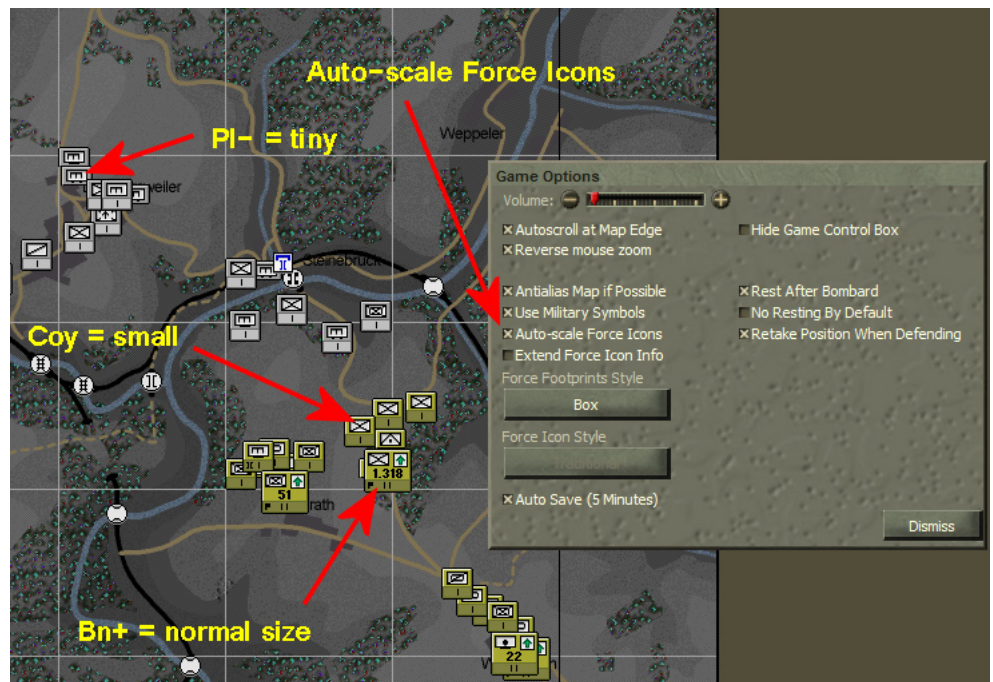 Auto-scale Force Icons
Pl- = tiny
Weppeler
weiler
Game Options
Volume:
Autoscroll at Map Edge
Hide Game Control Box
Reverse mouse zoom
Steinebruck
Antialias Map if Possible
Rest After Bombard
Use Military Symbols
No Resting By Default
Coy = small
Auto-scale Force Icons
Retake Position When Defending
Extend Force Icon Info
Force Footprints Style
Box
Force Icon Style
1.318
51
rath
Auto Save (5 Minutes)
Dismiss
Bn+ = normal size
22